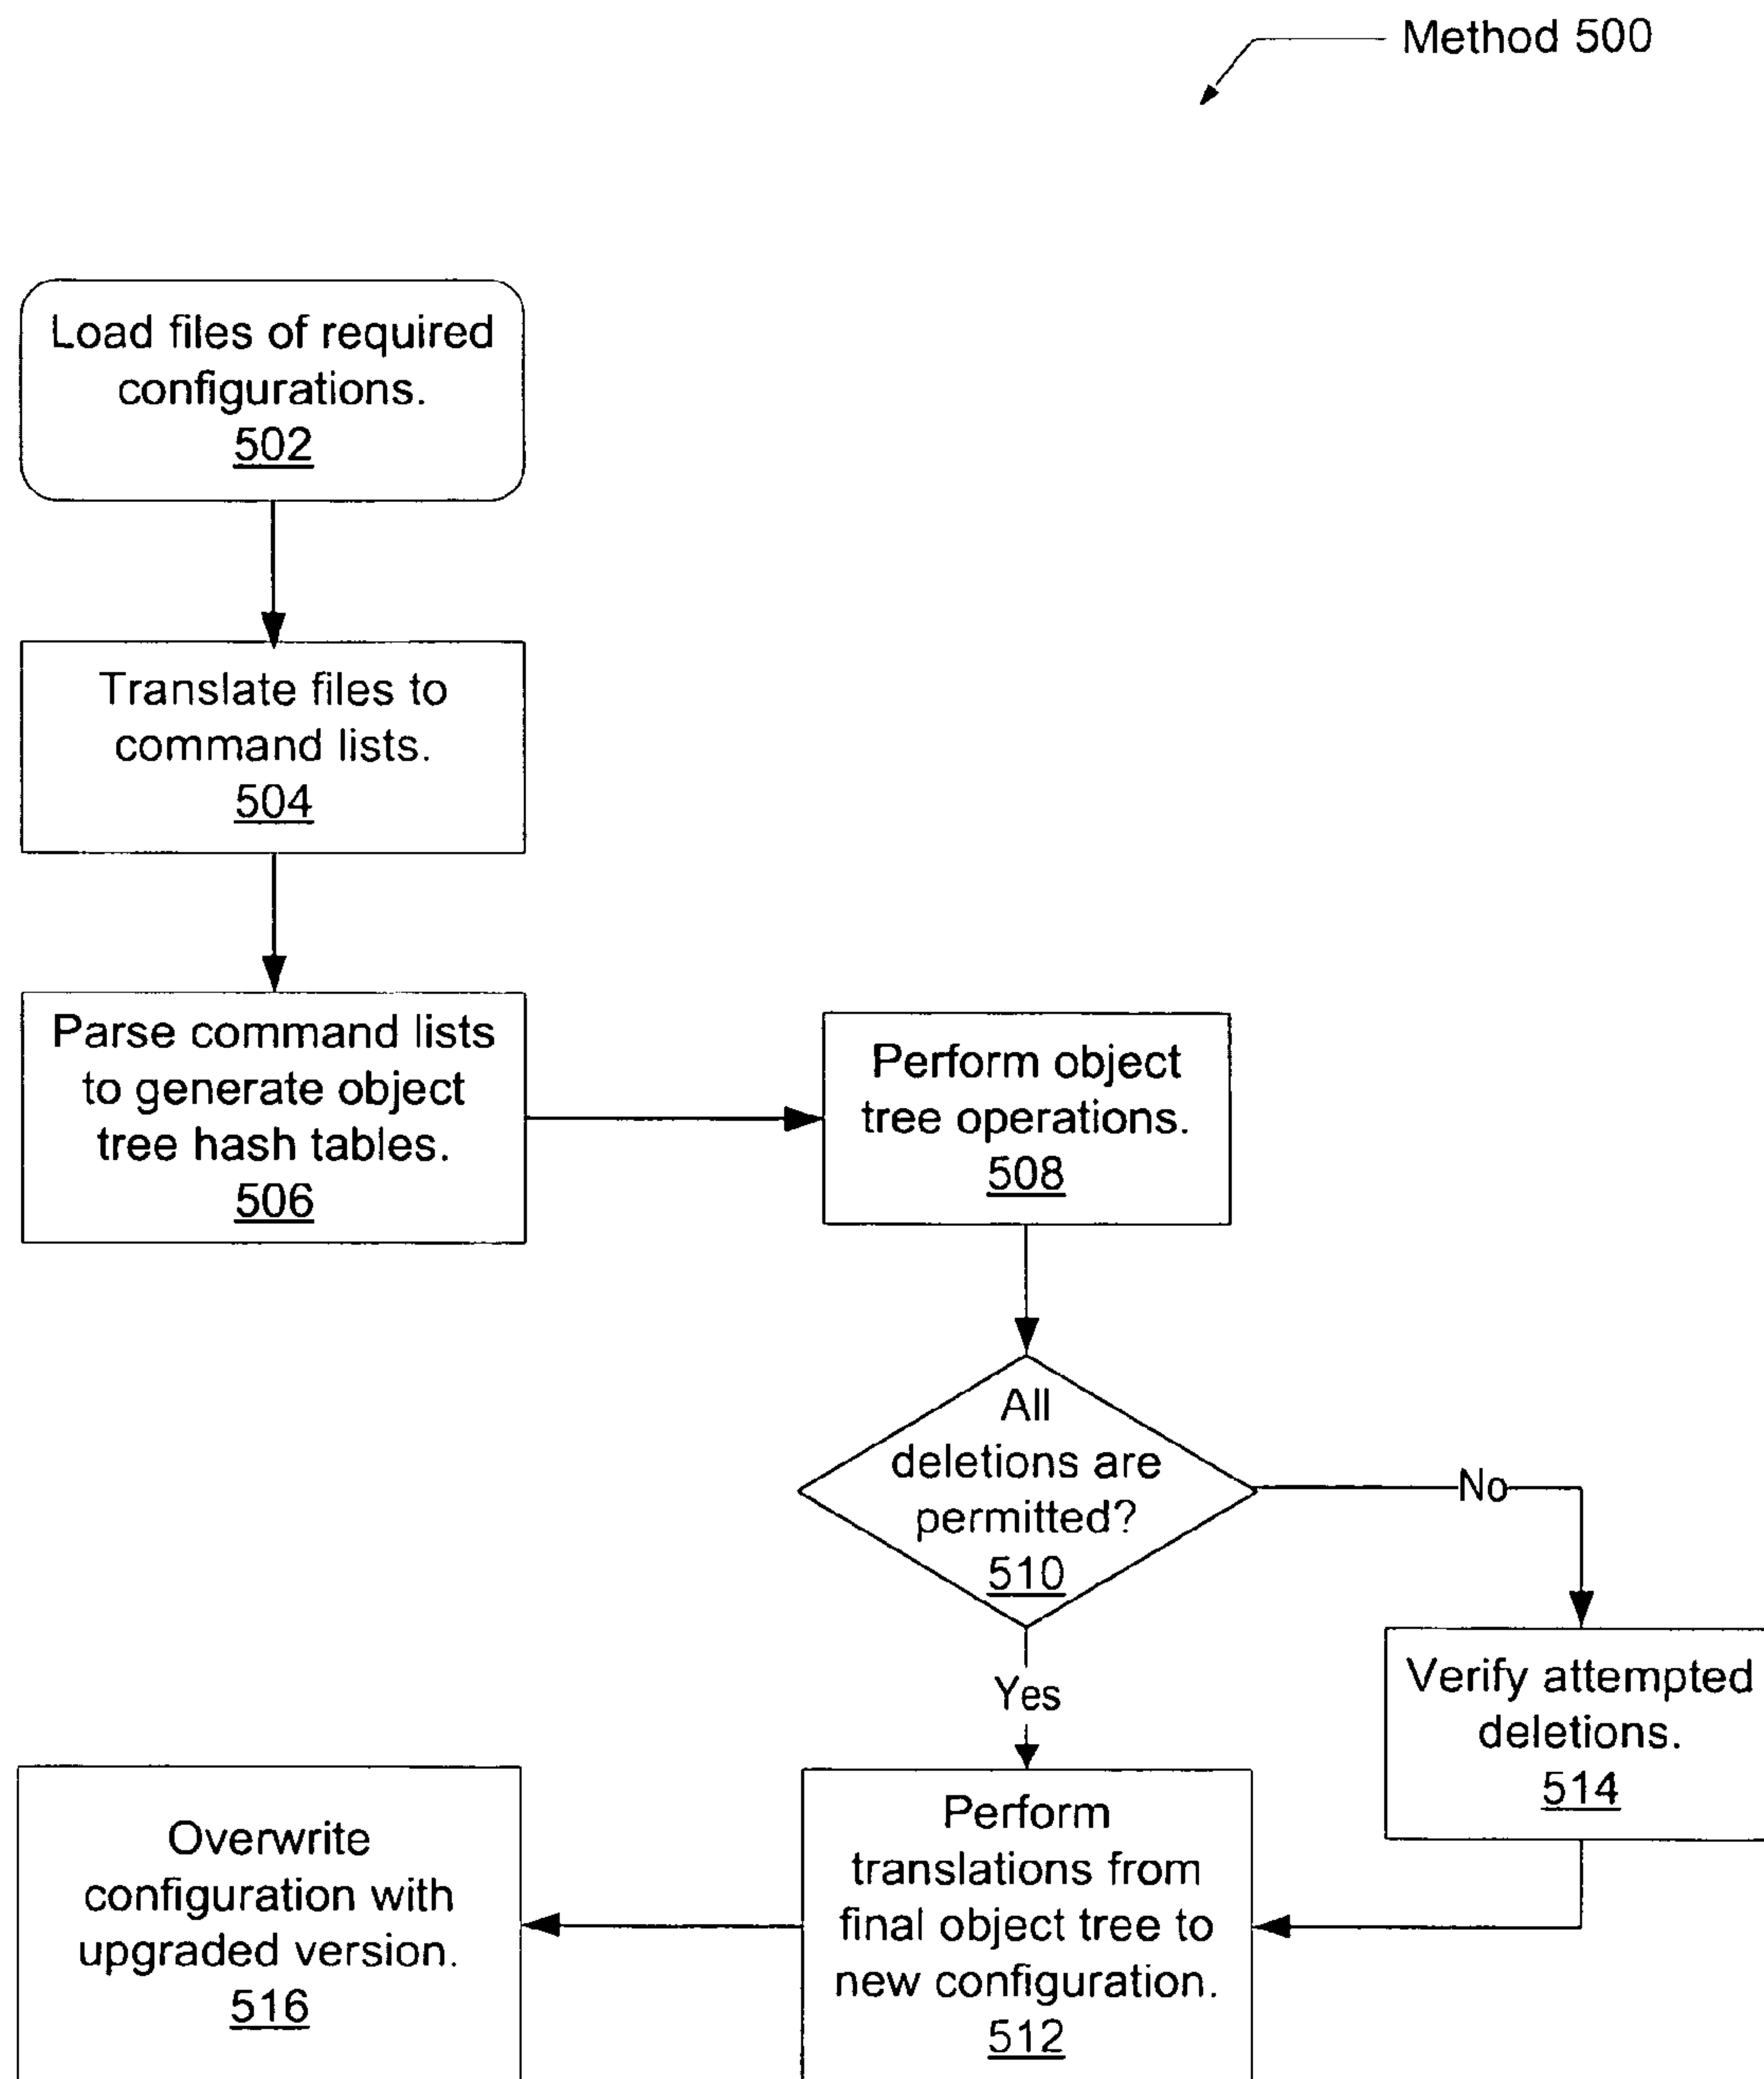 Method 500
Load files of required
configurations.
502
Translate files to
command lists.
504
Parse command lists
to generate object
tree hash tables.
506
Perform object
tree operations.
508
All
deletions are
permitted?
510
No
Yes
Verify attempted
deletions.
514
Perform
translations from
final object tree to
new configuration.
512
Overwrite
configuration with
upgraded version.
516